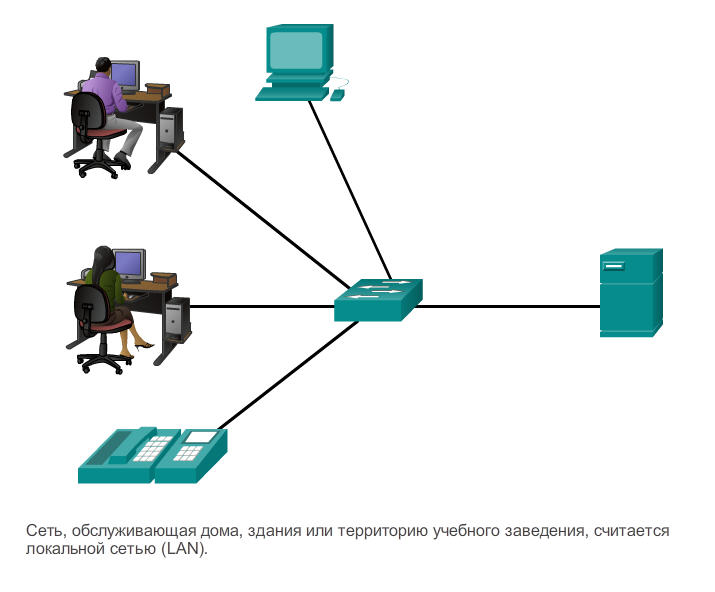 Сеть, обслуживающая дома, здания или территорию учебного заведения, считается
локальной сетью (LAN).